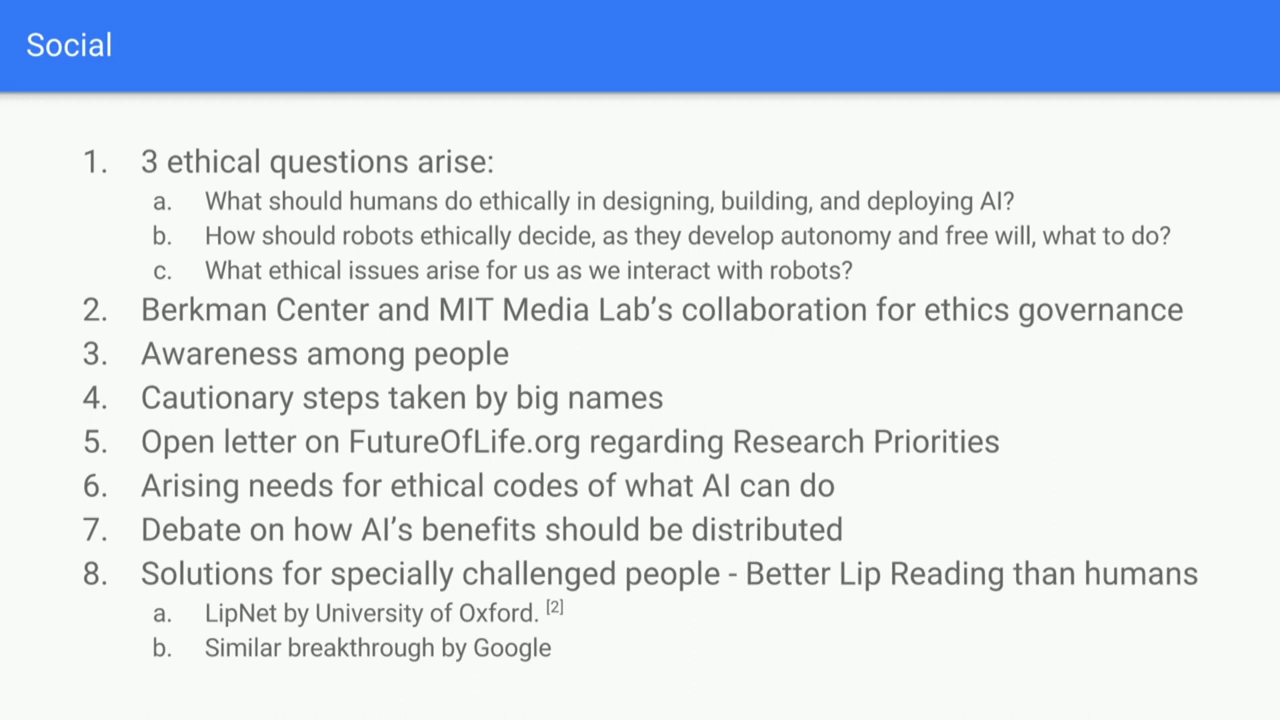 Social
1. 3 ethical questions arise:
a. What should humans do ethically in designing, building, and deploying AI?
b. How should robots ethically decide, as they develop autonomy and free will, what to do?
c. What ethical issues arise for us as we interact with robots?
2. Berkman Center and MIT Media Lab’s collaboration for ethics governance
3. Awareness among people
4. Cautionary steps taken by big names
5. Open letter on FutureOfLife.org regarding Research Priorities
6. Arising needs for ethical codes of what AI can do
7. Debate on how AI’s benefits should be distributed
8. Solutions for specially challenged people - Better Lip Reading than humans
a. LipNet by University of Oxford. [2]
b. Similar breakthrough by Google